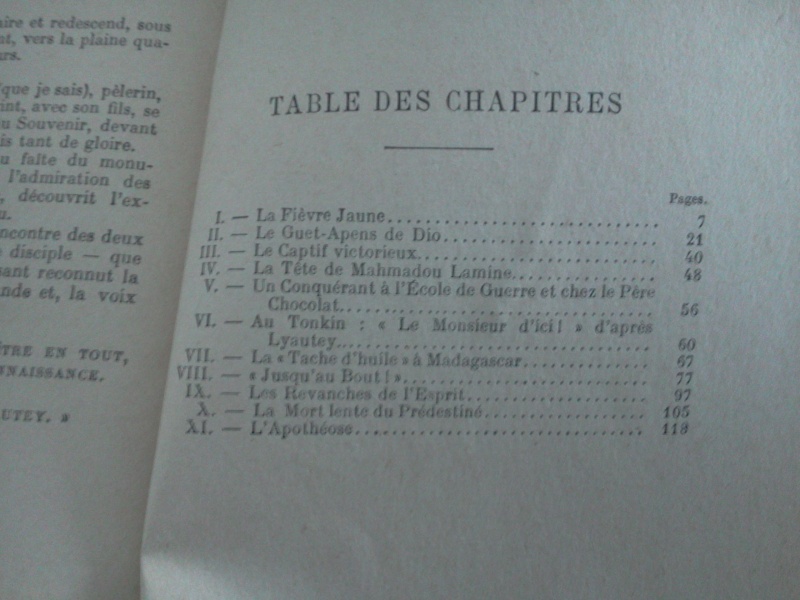 ire et redescend, sous
nt, vers la plaine qua-
urs.
que je sais), pèlerin,
int, avec son fils, se
u Souvenir, devant
is tant de gloire.
u faîte du monu-
l'admiration des
, découvrit l'ex-
u.
ncontre des deux
e disciple — que
sant reconnut la
nde et, la voix
TRE EN TOUT,
NNAISSANCE.
UTEY. »
TABLE DES CHAPITRES
Pages.
I. — La Fièvre Jaune 7
II. — Le Guet-Apens de Dio 21
III. — Le Captif victorieux 40
IV. — La Tête de Mahmadou Lamine 48
V. — Un Conquérant à l'École de Guerre et chez le Père
Chocolat 56
VI. — Au Tonkin : « Le Monsieur d'ici ! » d'après
Lyautey 60
VII. — La « Tache d'huile » à Madagascar 67
VIII. — « Jusqu'au Bout ! » 77
IX. — Les Revanches de l'Esprit 97
X. — La Mort lente du Prédestiné 105
XI. — L'Apothéose 113